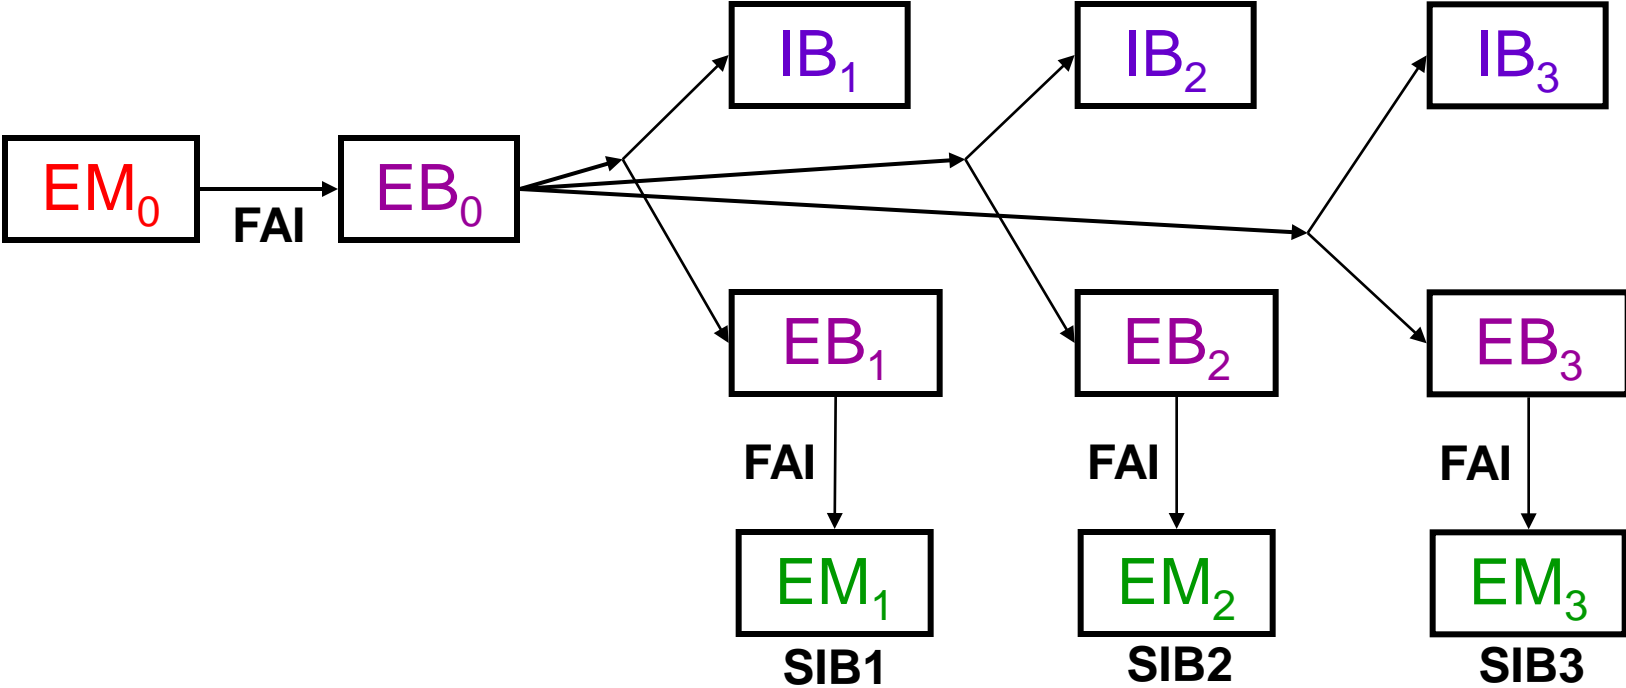 IB₁ IB₂ IB₃
EM₀ FAI EB₀
EB₁ EB₂ EB₃
FAI FAI FAI
EM₁ EM₂ EM₃
SIB1 SIB2 SIB3